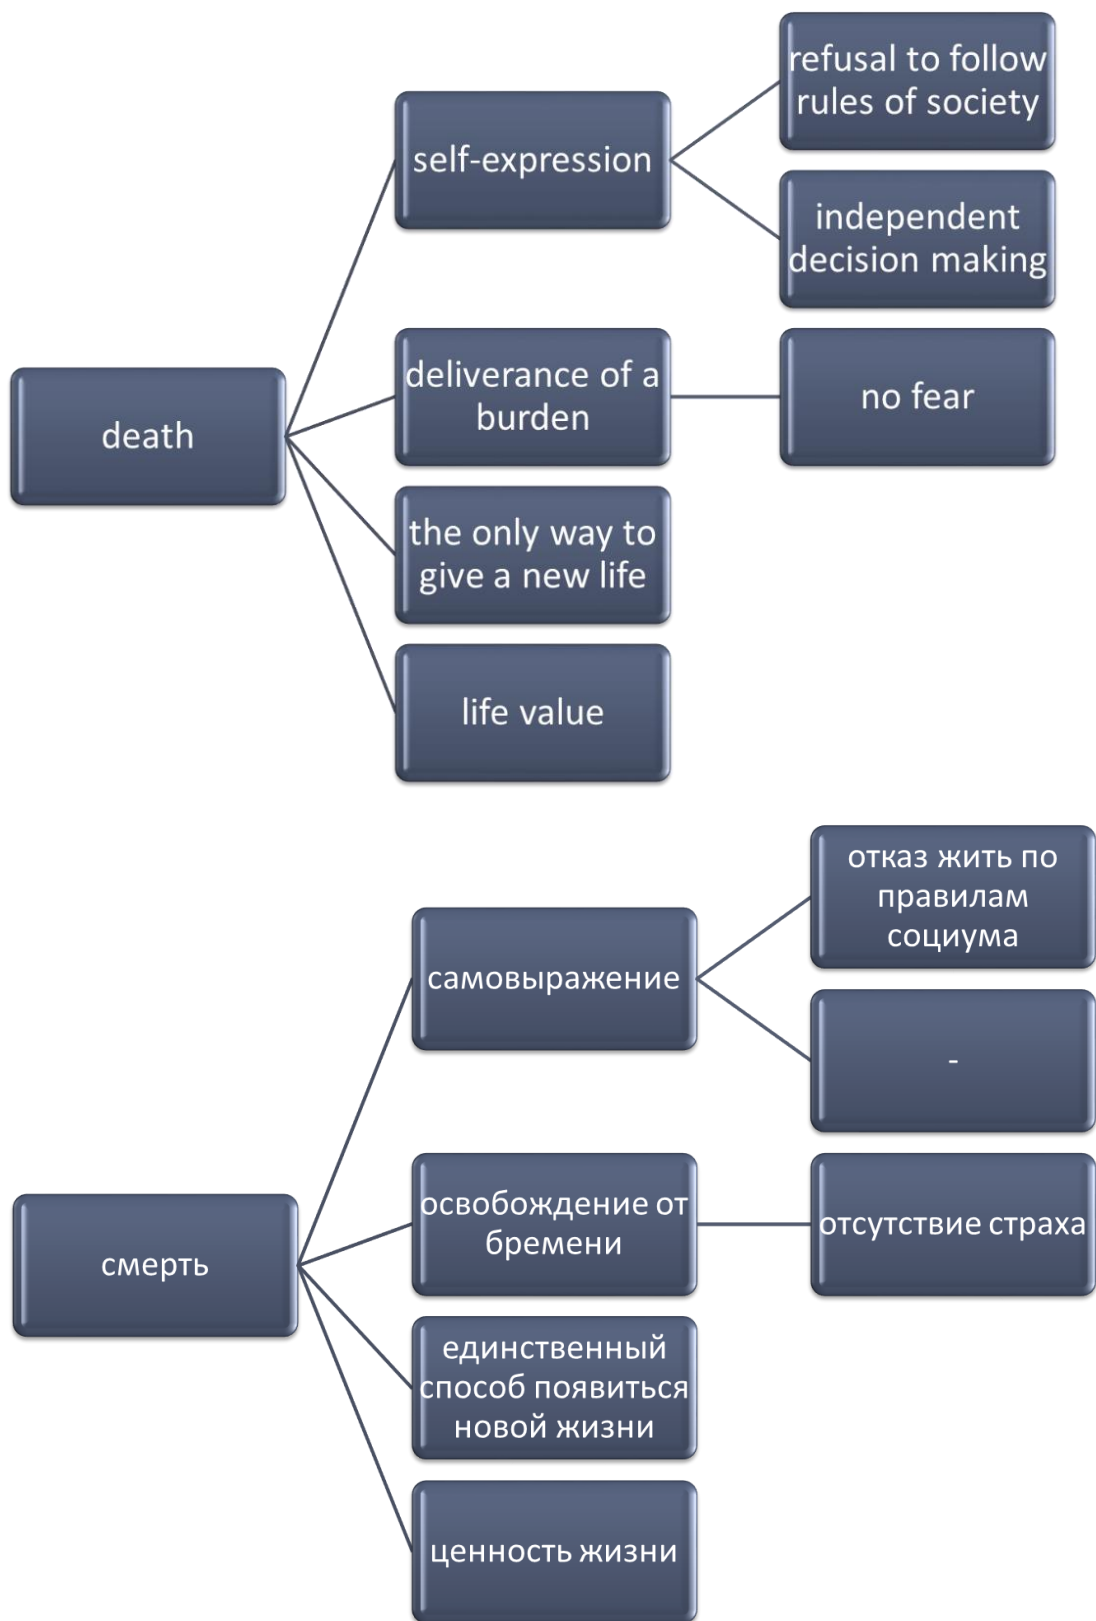 refusal to follow
rules of society
self-expression
independent
decision making
deliverance of a
burden
no fear
death
the only way to
give a new life
life value
отказ жить по
правилам
социума
самовыражение
-
освобождение от
бремени
отсутствие страха
смерть
единственный
способ появиться
новой жизни
ценность жизни